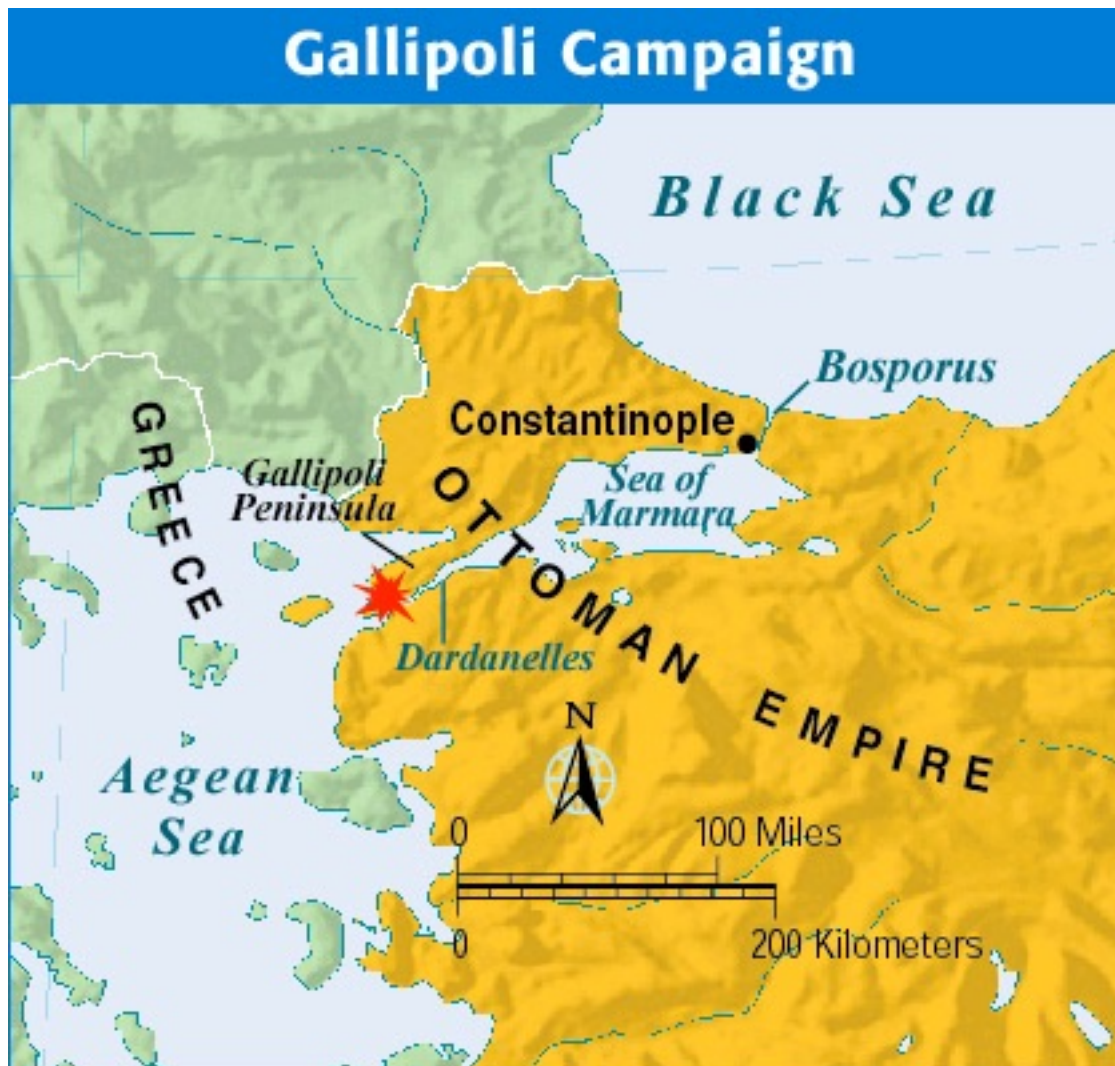 Gallipoli Campaign
Black Sea
Bosporus
Constantinople
GREECE
Gallipoli
Peninsula
OTTOMAN EMPIRE
Sea of
Marmara
Dardanelles
N
Aegean
Sea
0 100 Miles
0 200 Kilometers